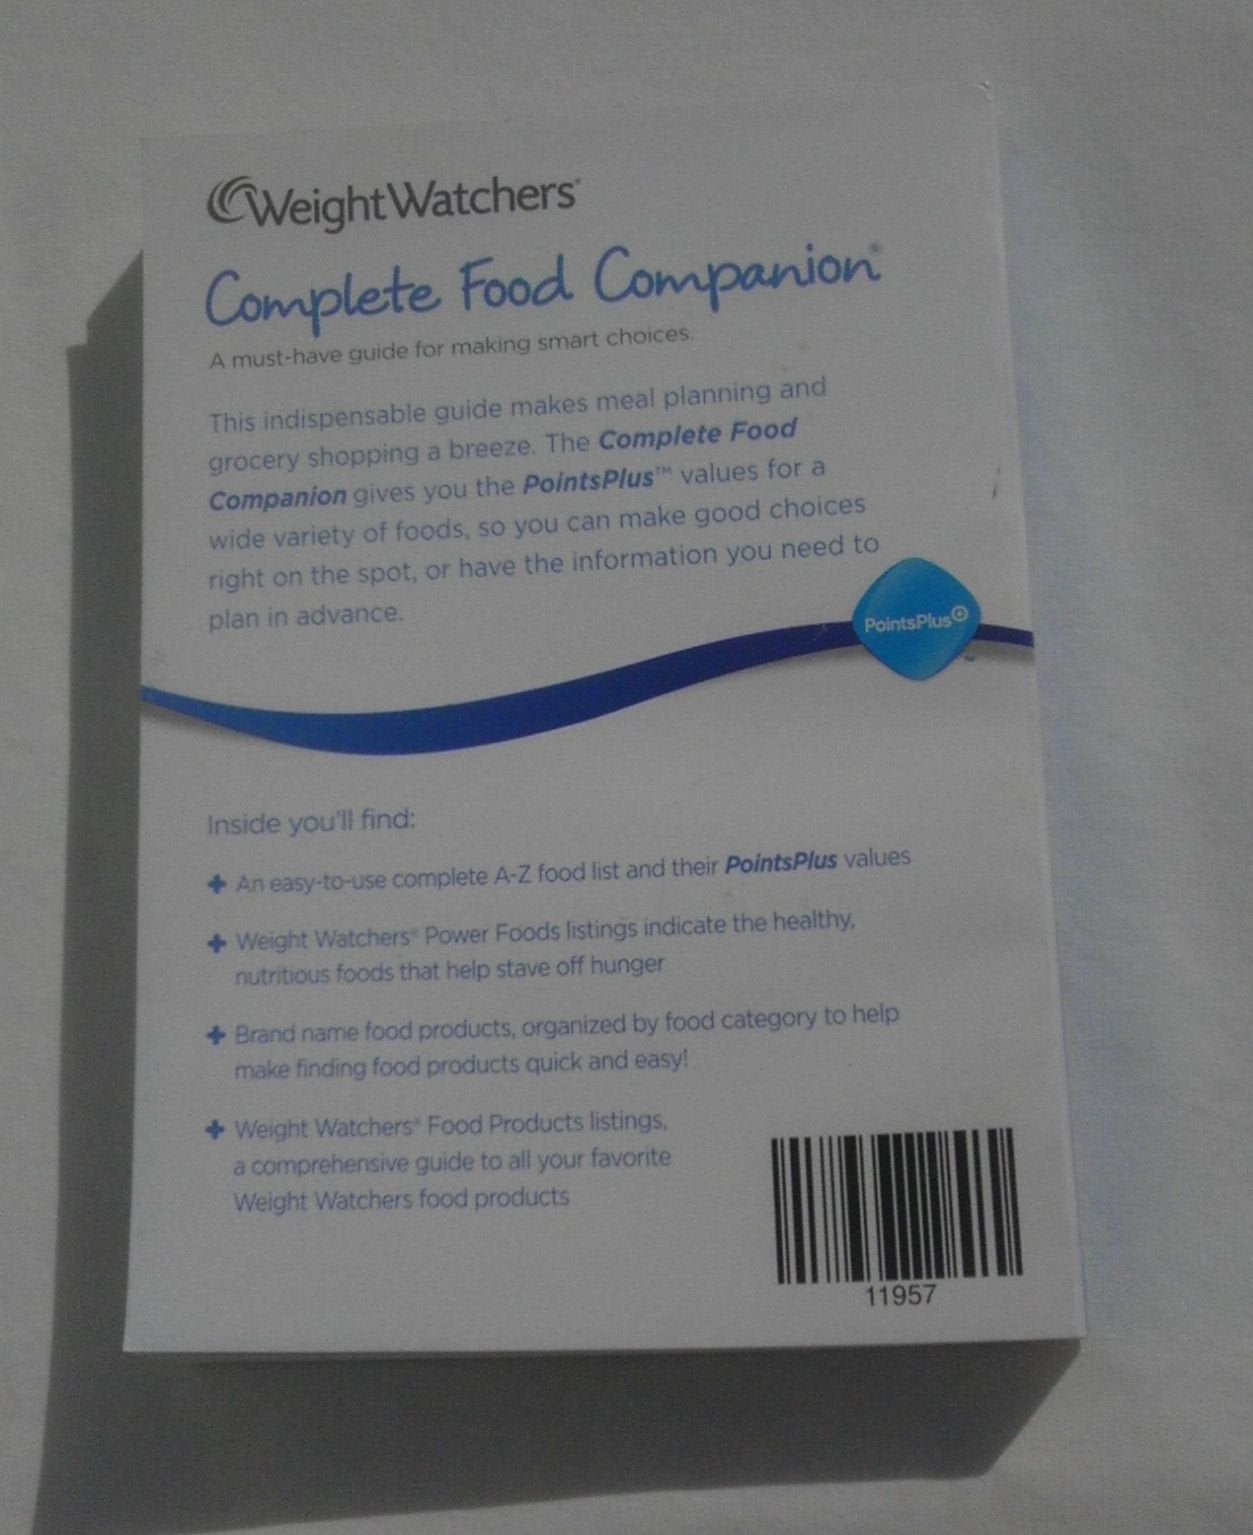 WeightWatchers®
Complete Food Companion®
A must-have guide for making smart choices.
This indispensable guide makes meal planning and
grocery shopping a breeze. The Complete Food
Companion gives you the PointsPlus™ values for a
wide variety of foods, so you can make good choices
right on the spot, or have the information you need to
plan in advance.
PointsPlus+
™
Inside you'll find:
+ An easy-to-use complete A-Z food list and their PointsPlus values
+ Weight Watchers® Power Foods listings indicate the healthy,
nutritious foods that help stave off hunger
+ Brand name food products, organized by food category to help
make finding food products quick and easy!
+ Weight Watchers® Food Products listings,
a comprehensive guide to all your favorite
Weight Watchers food products
11957